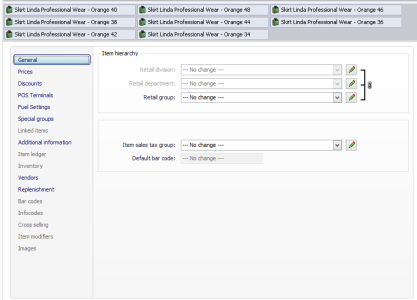 Skirt Linda Professional Wear - Orange 40
Skirt Linda Professional Wear - Orange 48
Skirt Linda Professional Wear - Orange 46
Skirt Linda Professional Wear - Orange 38
Skirt Linda Professional Wear - Orange 44
Skirt Linda Professional Wear - Orange 36
Skirt Linda Professional Wear - Orange 42
Skirt Linda Professional Wear - Orange 34
General
Prices
Discounts
POS Terminals
Fuel Settings
Special groups
Linked items
Additional information
Item ledger
Inventory
Vendors
Replenishment
Bar codes
Infocodes
Cross selling
Item modifiers
Images
Item hierarchy
Retail division: --- No change ---
Retail department: --- No change ---
Retail group: --- No change ---
Item sales tax group: --- No change ---
Default bar code: --- No change ---